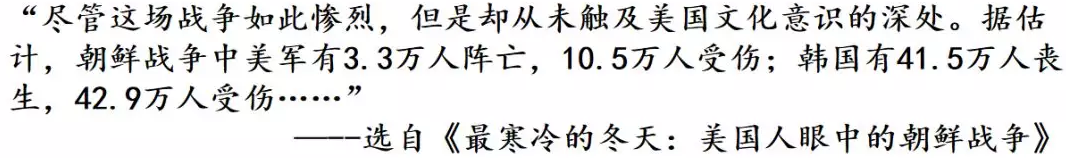 “尽管这场战争如此惨烈，但是却从未触及美国文化意识的深处。据估
计，朝鲜战争中美军有3.3万人阵亡，10.5万人受伤；韩国有41.5万人丧
生，42.9万人受伤……”
——选自《最寒冷的冬天：美国人眼中的朝鲜战争》